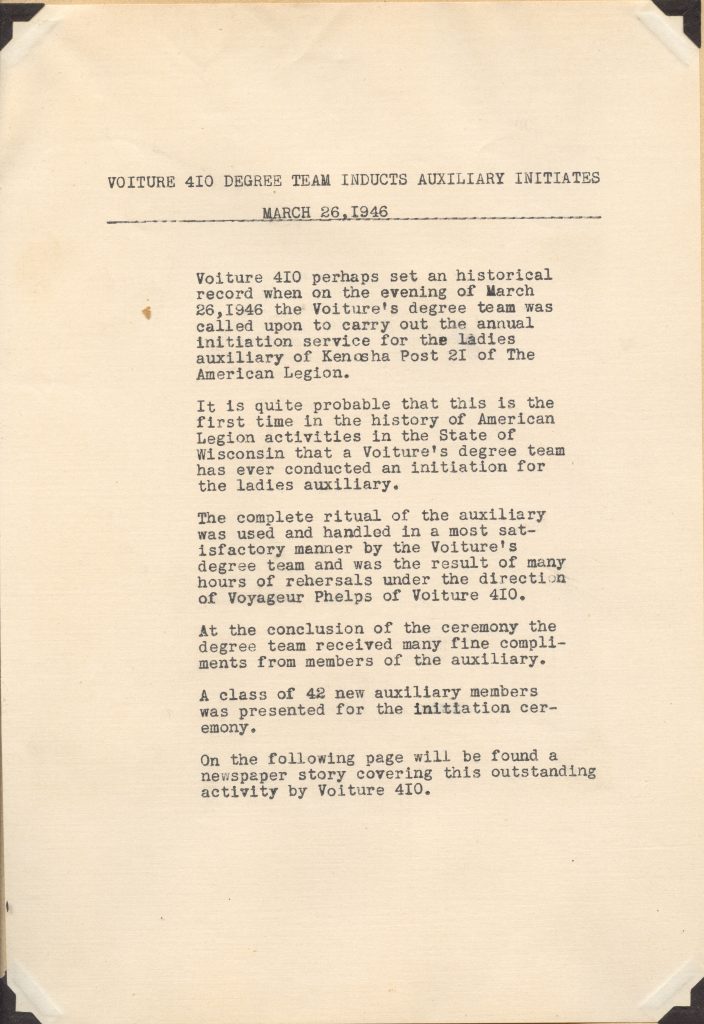 VOITURE 4I0 DEGREE TEAM INDUCTS AUXILIARY INITIATES
MARCH 26,I946
Voiture 4I0 perhaps set an historical
record when on the evening of March
26,I946 the Voiture's degree team was
called upon to carry out the annual
initiation service for the ladies
auxiliary of Kenosha Post 2I of The
American Legion.
It is quite probable that this is the
first time in the history of American
Legion activities in the State of
Wisconsin that a Voiture's degree team
has ever conducted an initiation for
the ladies auxiliary.
The complete ritual of the auxiliary
was used and handled in a most sat-
isfactory manner by the Voiture's
degree team and was the result of many
hours of rehersals under the direction
of Voyageur Phelps of Voiture 4I0.
At the conclusion of the ceremony the
degree team received many fine compli-
ments from members of the auxiliary.
A class of 42 new auxiliary members
was presented for the initiation cer-
emony.
On the following page will be found a
newspaper story covering this outstanding
activity by Voiture 4I0.